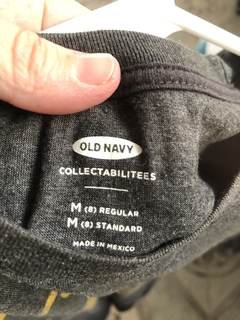 OLD NAVY
COLLECTABILITEES
M (8) REGULAR
M (8) STANDARD
MADE IN MEXICO